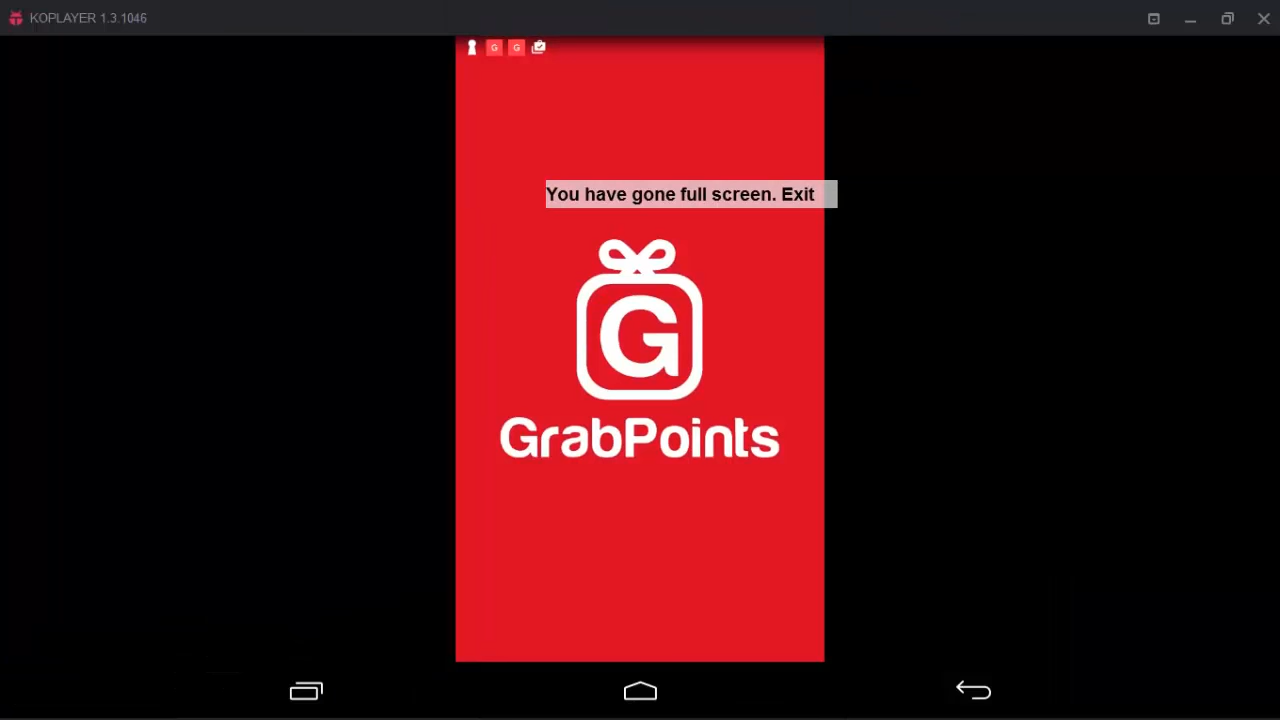 KOPLAYER 1.3.1046
G G
You have gone full screen. Exit
G
GrabPoints